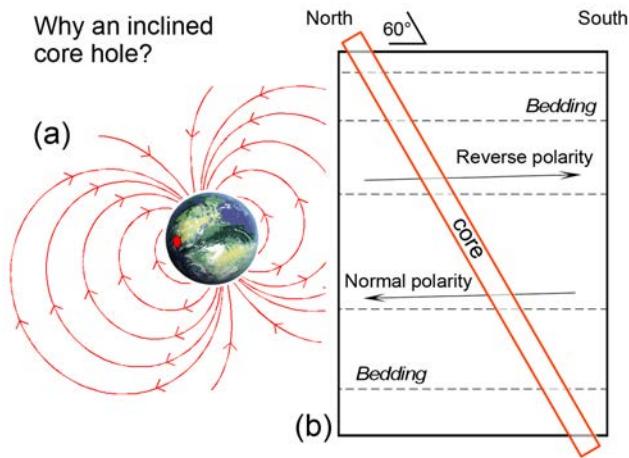 Why an inclined
core hole?
(a)
North
60°
South
Bedding
Reverse polarity
core
Normal polarity
Bedding
(b)